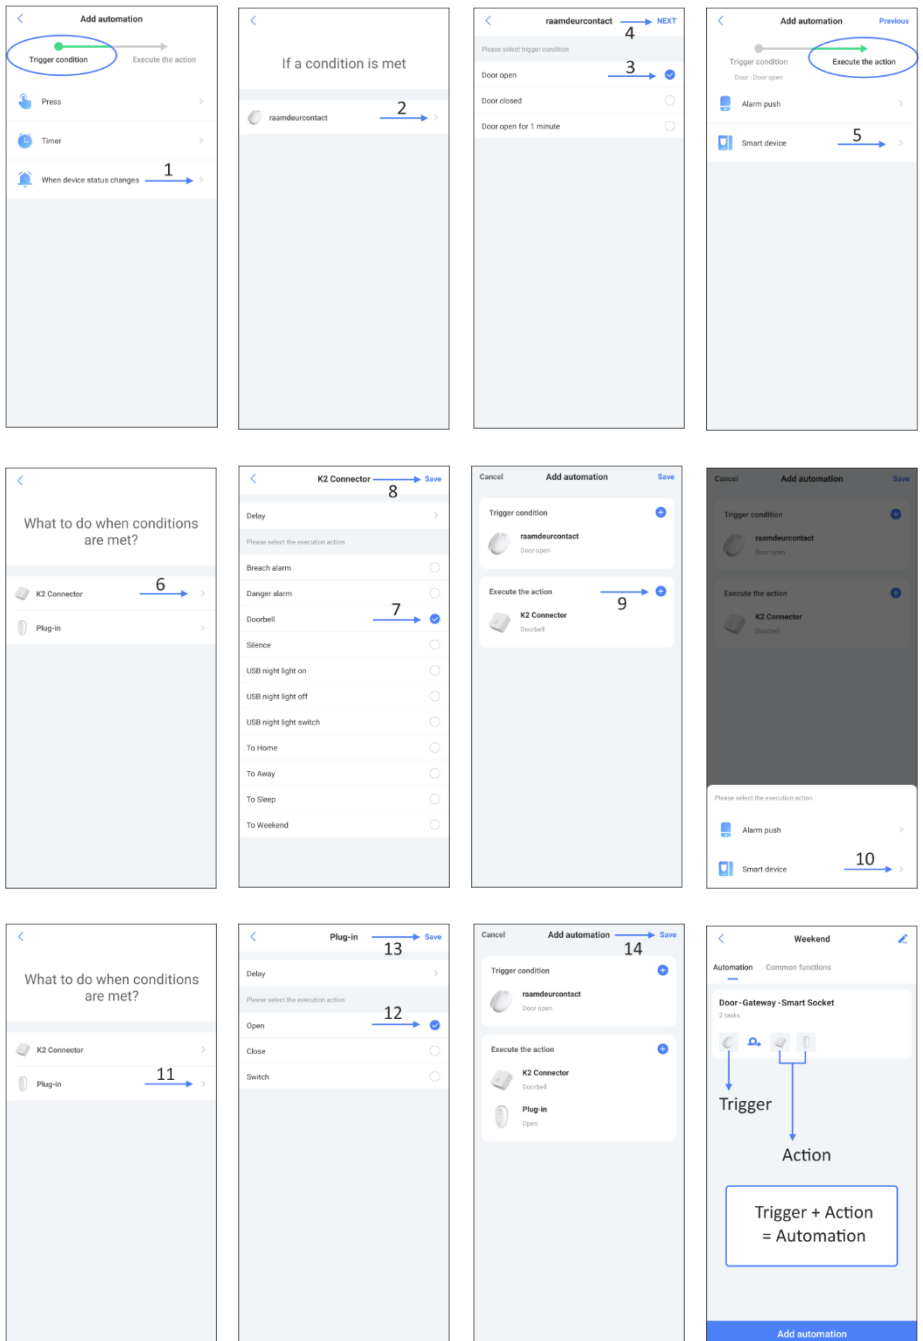 Add automation
Trigger condition
Execute the action
Press
Timer
When device status changes
1
If a condition is met
raamdeurcontact
2
raamdeurcontact
NEXT
4
Please select trigger condition
Door open
3
Door closed
Door open for 1 minute
Add automation
Previous
Trigger condition
Execute the action
Door : Door open
Alarm push
Smart device
5
What to do when conditions
are met?
K2 Connector
6
Plug-in
K2 Connector
Save
8
Delay
Please select the execution action
Breach alarm
Danger alarm
Doorbell
7
Silence
USB night light on
USB night light off
USB night light switch
To Home
To Away
To Sleep
To Weekend
Cancel
Add automation
Save
Trigger condition
raamdeurcontact
Door open
Execute the action
9
K2 Connector
Doorbell
Cancel
Add automation
Save
Trigger condition
raamdeurcontact
Door open
Execute the action
K2 Connector
Doorbell
Please select the execution action
Alarm push
Smart device
10
What to do when conditions
are met?
K2 Connector
Plug-in
11
Plug-in
Save
13
Delay
Please select the execution action
Open
12
Close
Switch
Cancel
Add automation
Save
14
Trigger condition
raamdeurcontact
Door open
Execute the action
K2 Connector
Doorbell
Plug-in
Open
Weekend
Automation
Common functions
Door-Gateway-Smart Socket
2 tasks
Trigger
Action
Trigger + Action
= Automation
Add automation